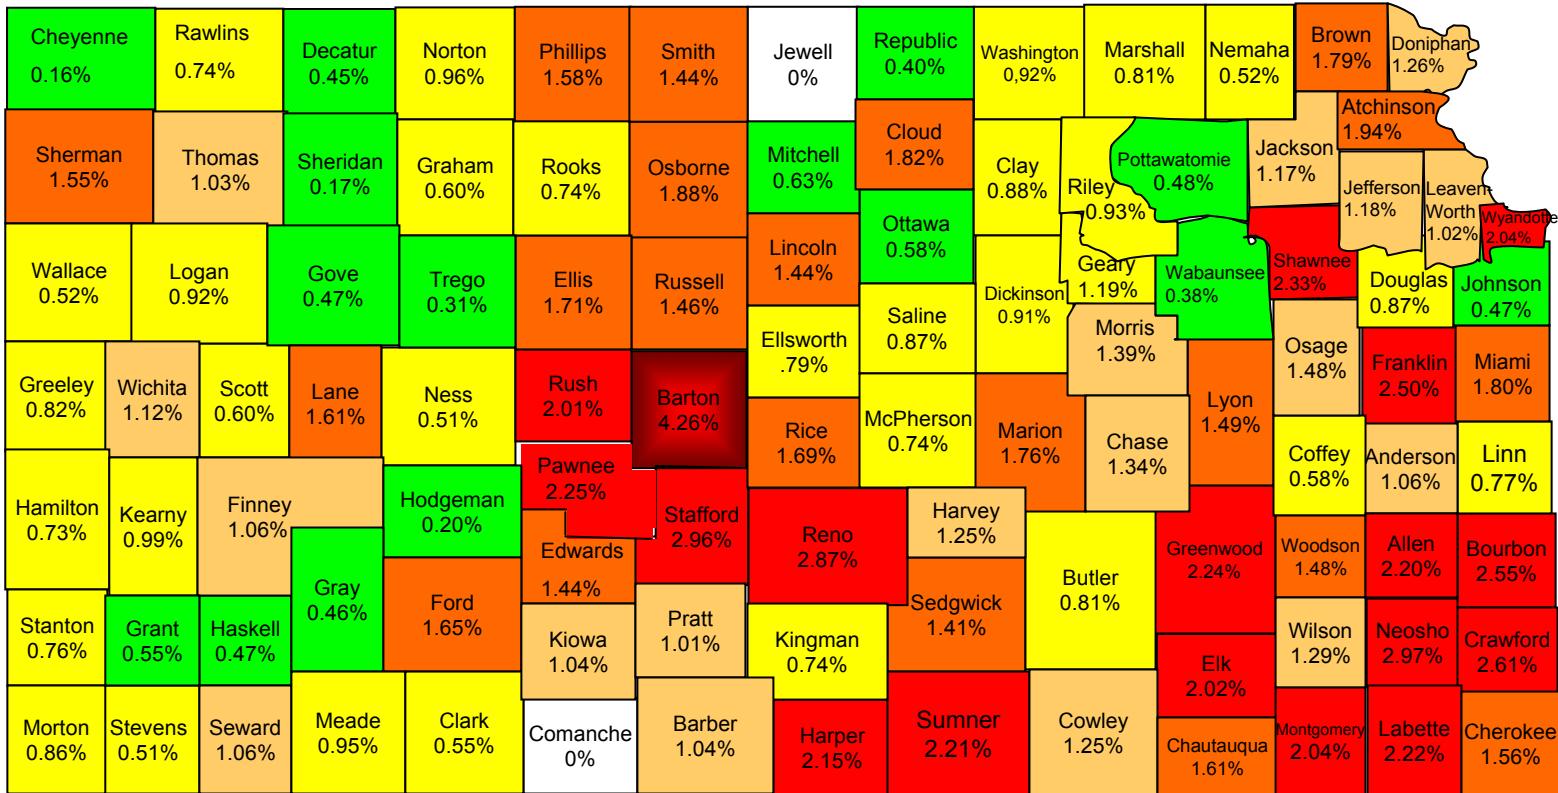 Cheyenne
0.16%
Rawlins
0.74%
Decatur
0.45%
Norton
0.96%
Phillips
1.58%
Smith
1.44%
Jewell
0%
Republic
0.40%
Washington
0,92%
Marshall
0.81%
Nemaha
0.52%
Brown
1.79%
Doniphan
1.26%
Sherman
1.55%
Thomas
1.03%
Sheridan
0.17%
Graham
0.60%
Rooks
0.74%
Osborne
1.88%
Mitchell
0.63%
Cloud
1.82%
Clay
0.88%
Riley
0.93%
Pottawatomie
0.48%
Jackson
1.17%
Atchinson
1.94%
Jefferson
1.18%
Leaven-
Worth
1.02%
Wyandotte
2.04%
Wallace
0.52%
Logan
0.92%
Gove
0.47%
Trego
0.31%
Ellis
1.71%
Russell
1.46%
Lincoln
1.44%
Ottawa
0.58%
Dickinson
0.91%
Geary
1.19%
Wabaunsee
0.38%
Shawnee
2.33%
Douglas
0.87%
Johnson
0.47%
Ellsworth
.79%
Saline
0.87%
Morris
1.39%
Osage
1.48%
Franklin
2.50%
Miami
1.80%
Greeley
0.82%
Wichita
1.12%
Scott
0.60%
Lane
1.61%
Ness
0.51%
Rush
2.01%
Barton
4.26%
Rice
1.69%
McPherson
0.74%
Marion
1.76%
Chase
1.34%
Lyon
1.49%
Coffey
0.58%
Anderson
1.06%
Linn
0.77%
Hamilton
0.73%
Kearny
0.99%
Finney
1.06%
Hodgeman
0.20%
Pawnee
2.25%
Stafford
2.96%
Reno
2.87%
Harvey
1.25%
Gray
0.46%
Ford
1.65%
Edwards
1.44%
Sedgwick
1.41%
Butler
0.81%
Greenwood
2.24%
Woodson
1.48%
Allen
2.20%
Bourbon
2.55%
Stanton
0.76%
Grant
0.55%
Haskell
0.47%
Kiowa
1.04%
Pratt
1.01%
Kingman
0.74%
Elk
2.02%
Wilson
1.29%
Neosho
2.97%
Crawford
2.61%
Morton
0.86%
Stevens
0.51%
Seward
1.06%
Meade
0.95%
Clark
0.55%
Comanche
0%
Barber
1.04%
Harper
2.15%
Sumner
2.21%
Cowley
1.25%
Chautauqua
1.61%
Montgomery
2.04%
Labette
2.22%
Cherokee
1.56%